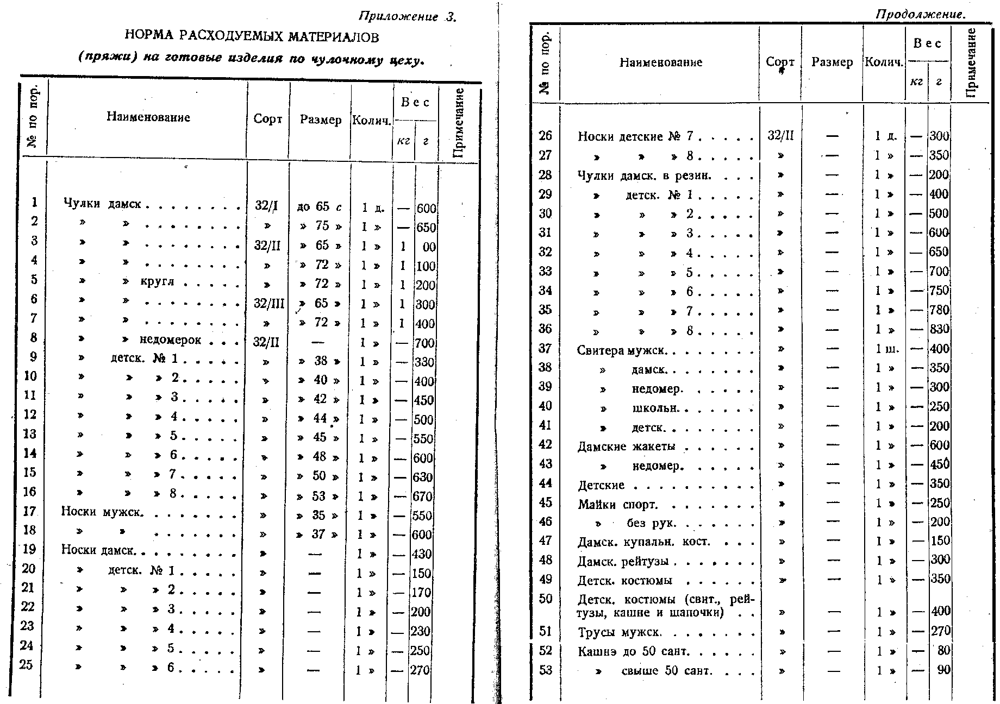 Приложение 3.
НОРМА РАСХОДУЕМЫХ МАТЕРИАЛОВ
(пряжи) на готовые изделия по чулочному цеху.
№ по пор. Наименование Сорт Размер Колич. Вес кг г Примечание
1 Чулки дамск . . . . . . . . 32/I до 65 с 1 д. — 600
2 » » . . . . . . . . » » 75 » 1 » — 650
3 » » . . . . . . . . 32/II » 65 » 1 » 1 00
4 » » . . . . . . . . » » 72 » 1 » 1 100
5 » » кругл . . . . . » » 72 » 1 » 1 200
6 » » . . . . . . . . 32/III » 65 » 1 » 1 300
7 » » . . . . . . . . » » 72 » 1 » 1 400
8 » » недомерок . . . 32/II — 1 » — 700
9 » детск. № 1 . . . . . » » 38 » 1 » — 330
10 » » » 2 . . . . . » » 40 » 1 » — 400
11 » » » 3 . . . . . » » 42 » 1 » — 450
12 » » » 4 . . . . . » » 44 » 1 » — 500
13 » » » 5 . . . . . » » 45 » 1 » — 550
14 » » » 6 . . . . . » » 48 » 1 » — 600
15 » » » 7 . . . . . » » 50 » 1 » — 630
16 » » » 8 . . . . . » » 53 » 1 » — 670
17 Носки мужск. . . . . . . . » » 35 » 1 » — 550
18 » » . . . . . . . » » 37 » 1 » — 600
19 Носки дамск. . . . . . . . . » — 1 » — 430
20 » детск. № 1 . . . . . » — 1 » — 150
21 » » » 2 . . . . . » — 1 » — 170
22 » » » 3 . . . . . » — 1 » — 200
23 » » » 4 . . . . . » — 1 » — 230
24 » » » 5 . . . . . » — 1 » — 250
25 » » » 6 . . . . . » — 1 » — 270
Продолжение.
№ по пор. Наименование Сорт Размер Колич. Вес кг г Примечание
26 Носки детские № 7 . . . . . 32/II — 1 д. — 300
27 » » » 8 . . . . . » — 1 » — 350
28 Чулки дамск. в резин. . . . » — 1 » — 200
29 » детск. № 1 . . . . . » — 1 » — 400
30 » » » 2 . . . . . » — 1 » — 500
31 » » » 3 . . . . . » — 1 » — 600
32 » » » 4 . . . . . » — 1 » — 650
33 » » » 5 . . . . . » — 1 » — 700
34 » » » 6 . . . . . » — 1 » — 750
35 » » » 7 . . . . . » — 1 » — 780
36 » » » 8 . . . . . » — 1 » — 830
37 Свитера мужск. . . . . . . . » — 1 ш. — 400
38 » дамск. . . . . . . . » — 1 » — 350
39 » недомер. . . . . . . » — 1 » — 300
40 » школьн. . . . . . . » — 1 » — 250
41 » детск. . . . . . . . » — 1 » — 200
42 Дамские жакеты . . . . . . » — 1 » — 600
43 » недомер. . . . . . . » — 1 » — 450
44 Детские . . . . . . . . . . » — 1 » — 350
45 Майки спорт. . . . . . . . » — 1 » — 250
46 » без рук. . . . . . . » — 1 » — 200
47 Дамск. купальн. кост. . . . » — 1 » — 150
48 Дамск. рейтузы . . . . . . . » — 1 » — 300
49 Детск. костюмы . . . . . . » — 1 » — 350
50 Детск. костюмы (свит., рей-
тузы, кашне и шапочки) . . » — 1 » — 400
51 Трусы мужск. . . . . . . . » — 1 » — 270
52 Кашнэ до 50 сант. . . . . . » — 1 » — 80
53 » свыше 50 сант. . . . » — 1 » — 90